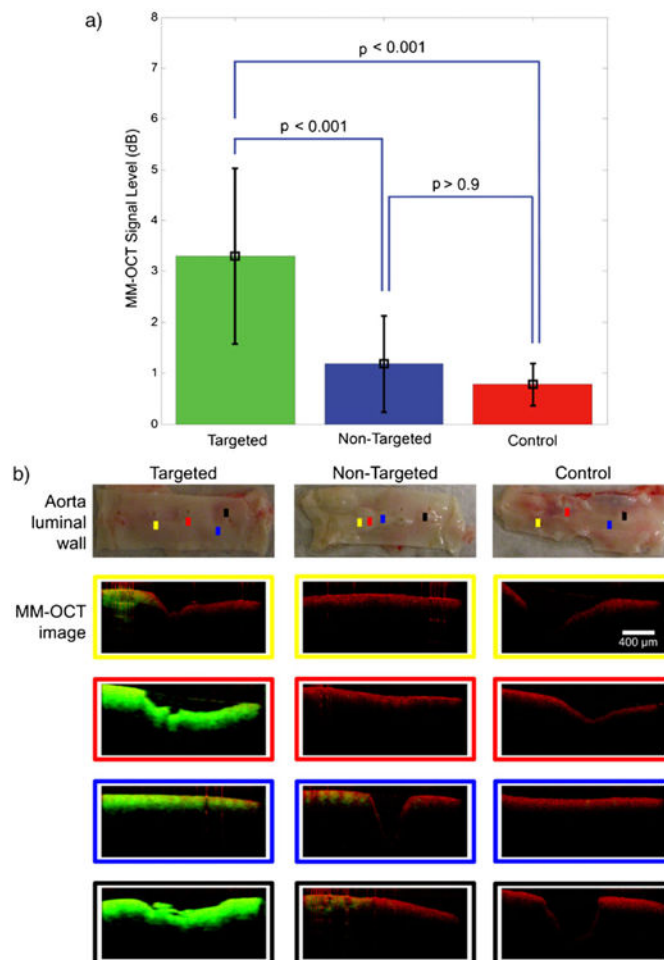 a)
8
7
6
5
4
3
2
1
0
MM-OCT Signal Level (dB)
p < 0.001
p < 0.001
p > 0.9
Targeted
Non-Targeted
Control
b)
Targeted
Non-Targeted
Control
Aorta
luminal
wall
MM-OCT
image
400 µm